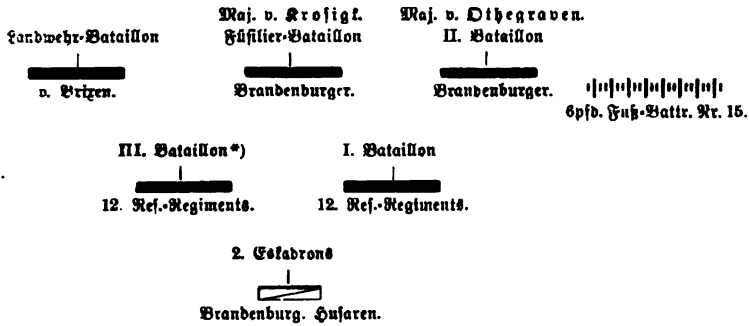 Maj. v. Krosigk. Maj. v. Othegraven.
Landwehr-Bataillon Füsilier-Bataillon II. Bataillon
v. Brixen. Brandenburger. Brandenburger.
6pfd. Fuß-Battr. Nr. 15.
III. Bataillon*) I. Bataillon
12. Res.-Regiments. 12. Res.-Regiments.
2. Eskadrons
Brandenburg. Husaren.